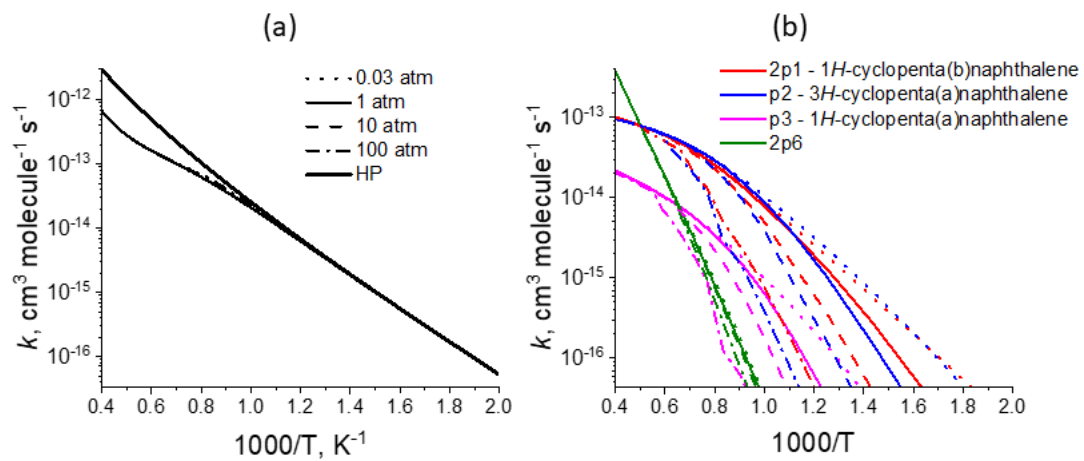 (a)
k, cm³ molecule⁻¹ s⁻¹
10⁻¹²
10⁻¹³
10⁻¹⁴
10⁻¹⁵
10⁻¹⁶
0.03 atm
1 atm
10 atm
100 atm
HP
0.4 0.6 0.8 1.0 1.2 1.4 1.6 1.8 2.0
1000/T, K⁻¹
(b)
k, cm³ molecule⁻¹ s⁻¹
10⁻¹³
10⁻¹⁴
10⁻¹⁵
10⁻¹⁶
2p1 - 1H-cyclopenta(b)naphthalene
p2 - 3H-cyclopenta(a)naphthalene
p3 - 1H-cyclopenta(a)naphthalene
2p6
0.4 0.6 0.8 1.0 1.2 1.4 1.6 1.8 2.0
1000/T